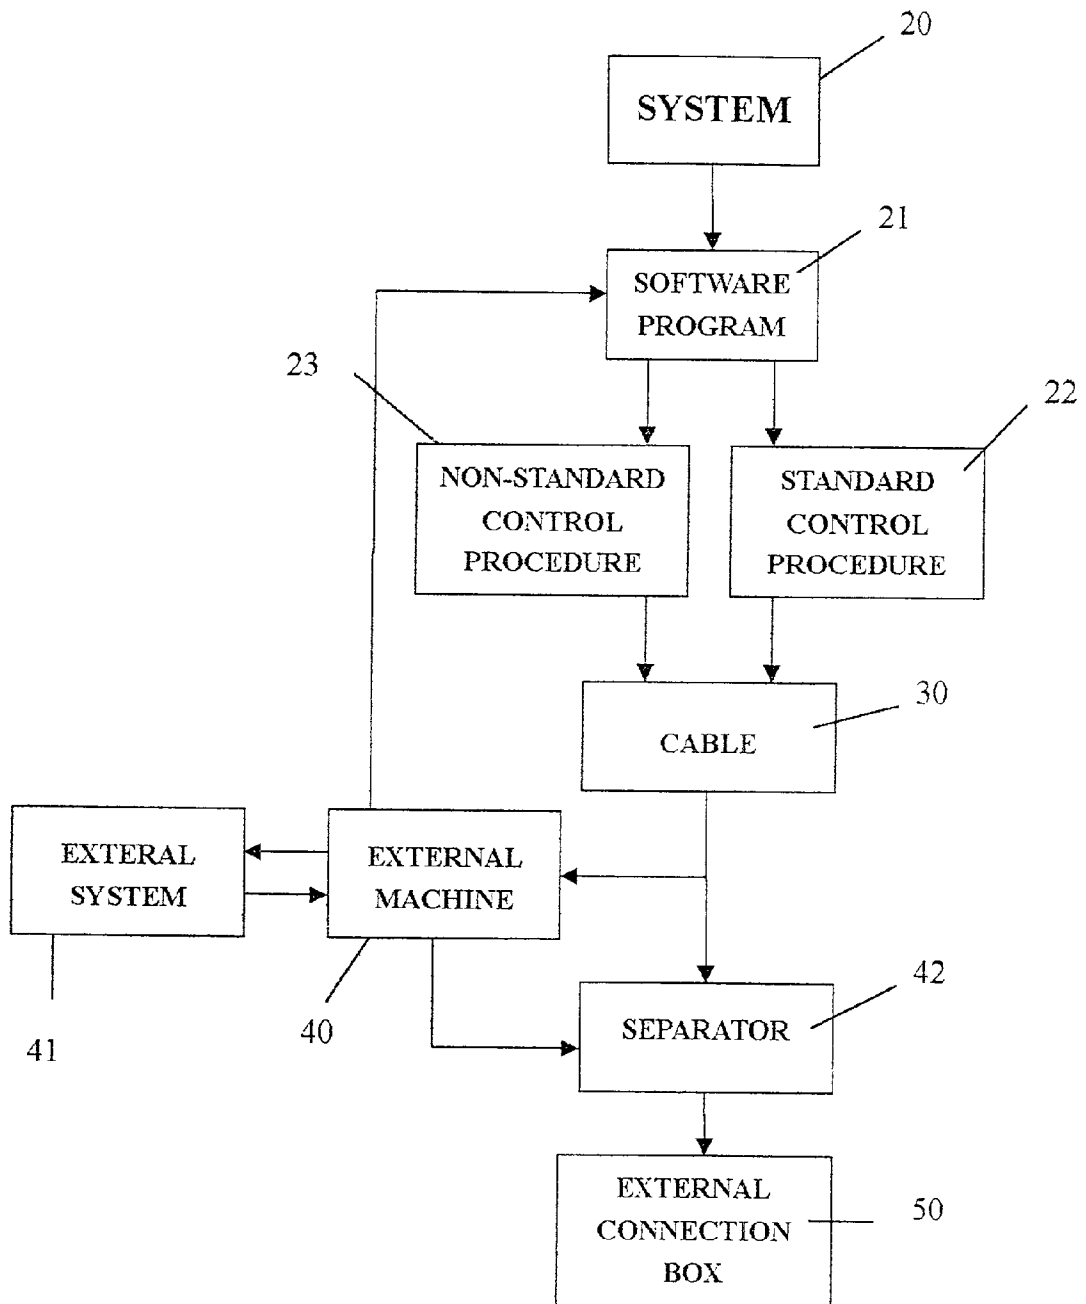 20
SYSTEM
21
SOFTWARE
PROGRAM
23
22
NON-STANDARD
CONTROL
PROCEDURE
STANDARD
CONTROL
PROCEDURE
30
CABLE
EXTERAL
SYSTEM
EXTERNAL
MACHINE
42
SEPARATOR
41
40
EXTERNAL
CONNECTION
BOX
50